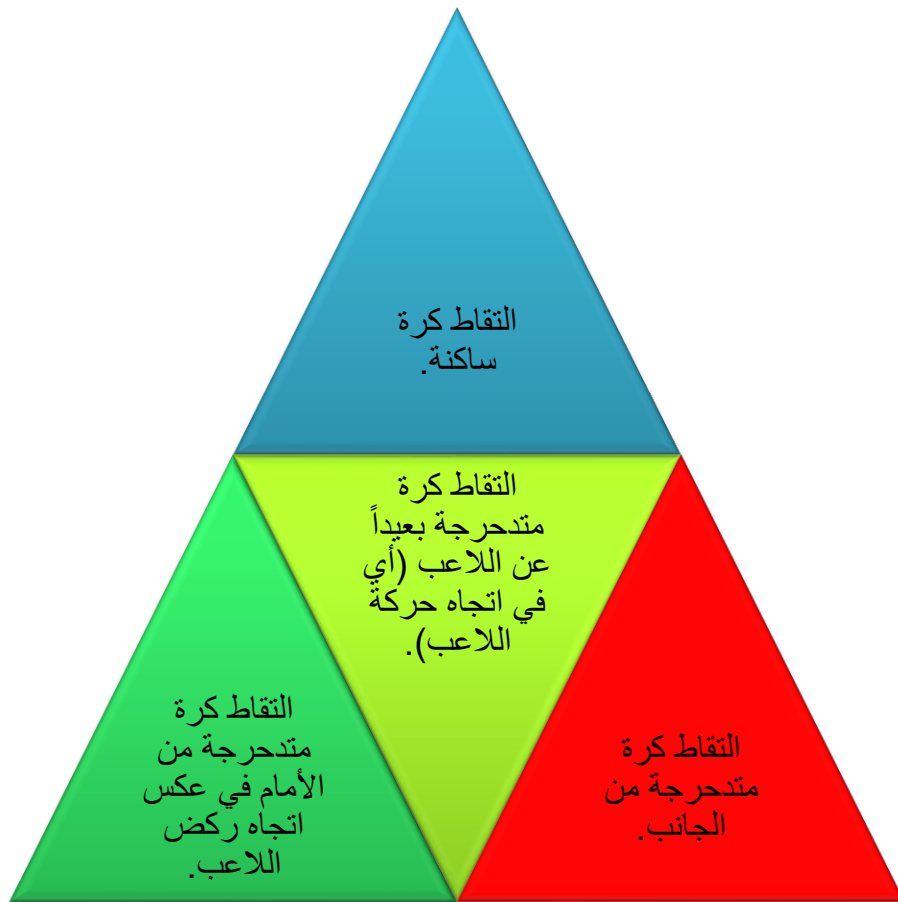 التقاط كرة
ساكنة.
التقاط كرة
متدحرجة بعيداً
عن اللاعب (أي
في اتجاه حركة
اللاعب).
التقاط كرة
متدحرجة من
الجانب.
التقاط كرة
متدحرجة من
الأمام في عكس
اتجاه ركض
اللاعب.